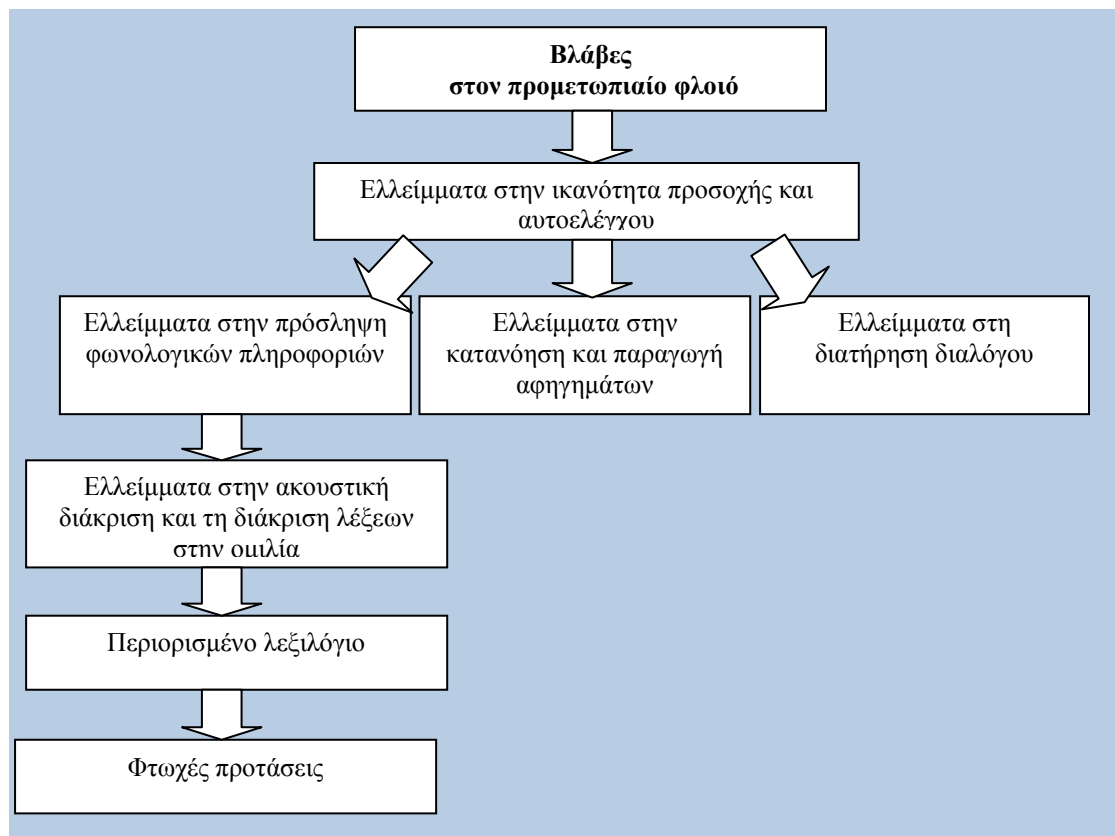 Βλάβες
στον προμετωπιαίο φλοιό
Ελλείμματα στην ικανότητα προσοχής και
αυτοελέγχου
Ελλείμματα στην πρόσληψη
φωνολογικών πληροφοριών
Ελλείμματα στην
κατανόηση και παραγωγή
αφηγημάτων
Ελλείμματα στη
διατήρηση διαλόγου
Ελλείμματα στην ακουστική
διάκριση και τη διάκριση λέξεων
στην ομιλία
Περιορισμένο λεξιλόγιο
Φτωχές προτάσεις